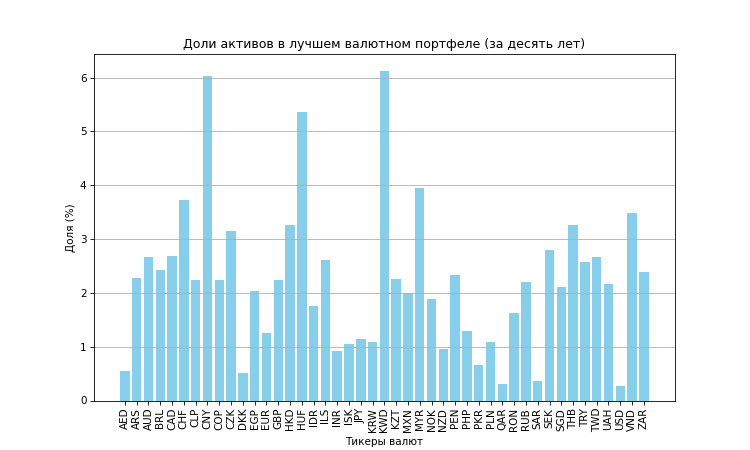 Доли активов в лучшем валютном портфеле (за десять лет)
Доля (%)
6
5
4
3
2
1
0
AED ARS AUD BRL CAD CHF CLP CNY COP CZK DKK EGP EUR GBP HKD HUF IDR ILS INR ISK JPY KRW KWD KZT MXN MYR NOK NZD PEN PHP PKR PLN QAR RON RUB SAR SEK SGD THB TRY TWD UAH USD VND ZAR
Тикеры валют